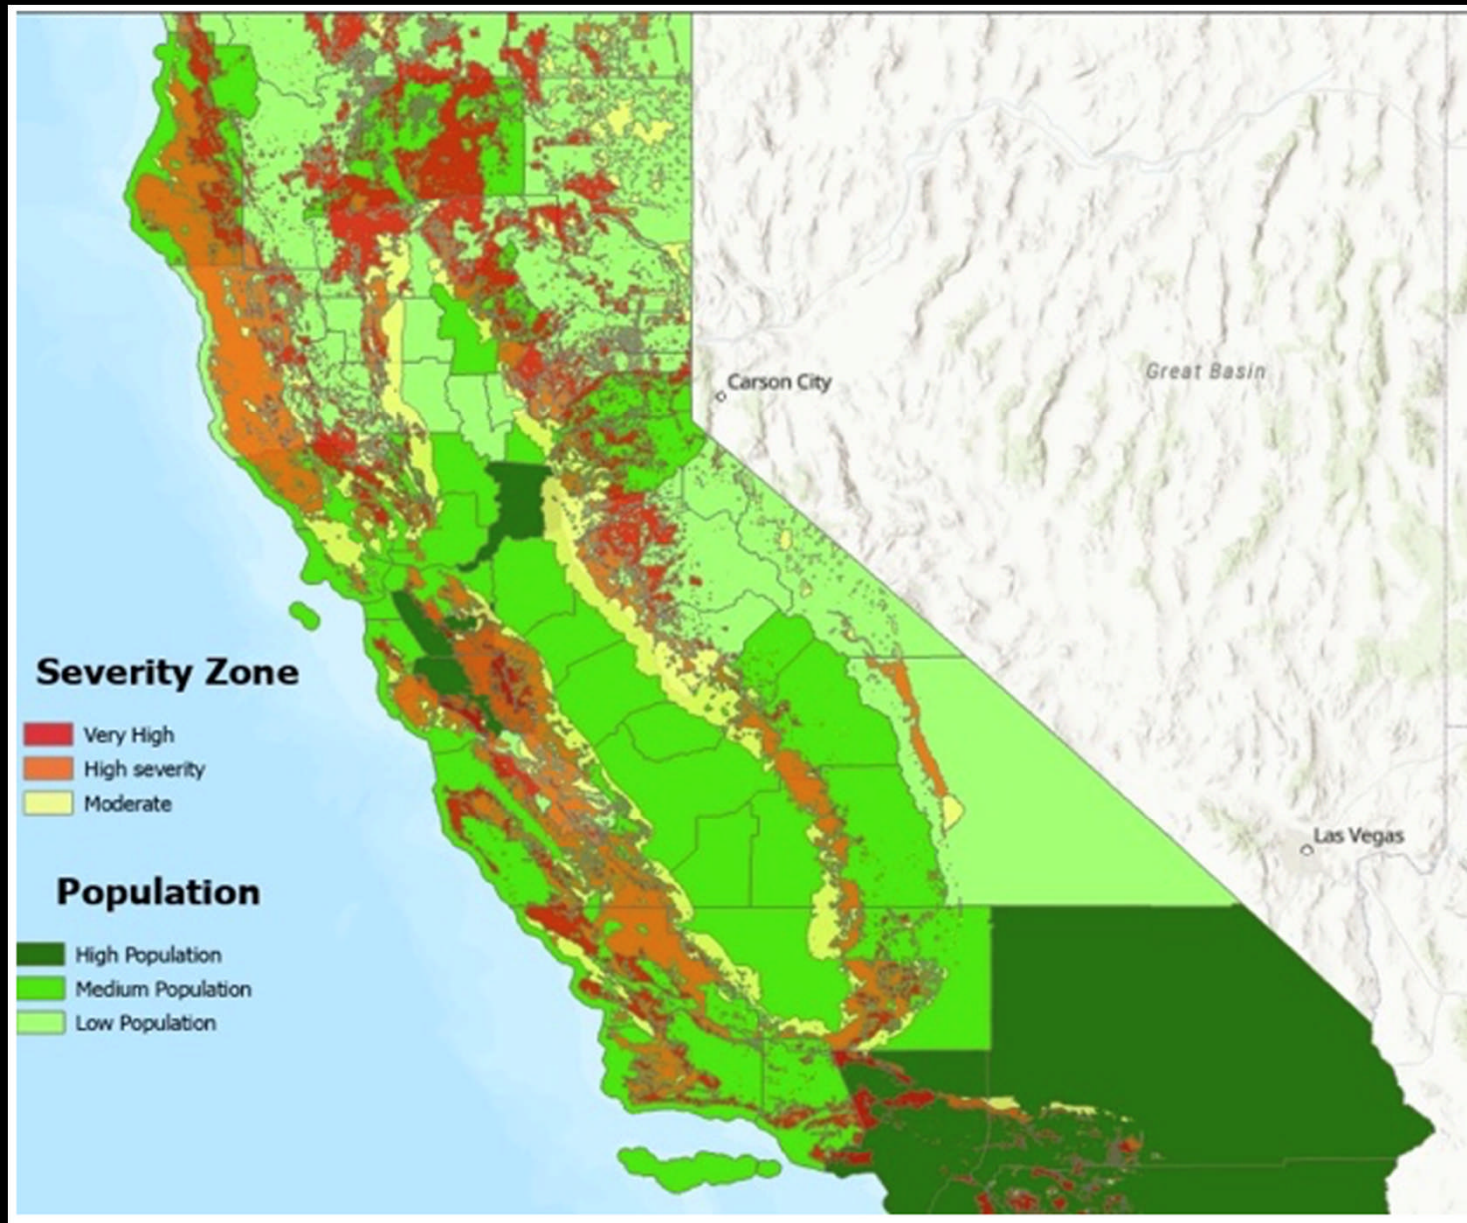 Carson City
Great Basin
Severity Zone
Very High
High severity
Moderate
Las Vegas
Population
High Population
Medium Population
Low Population